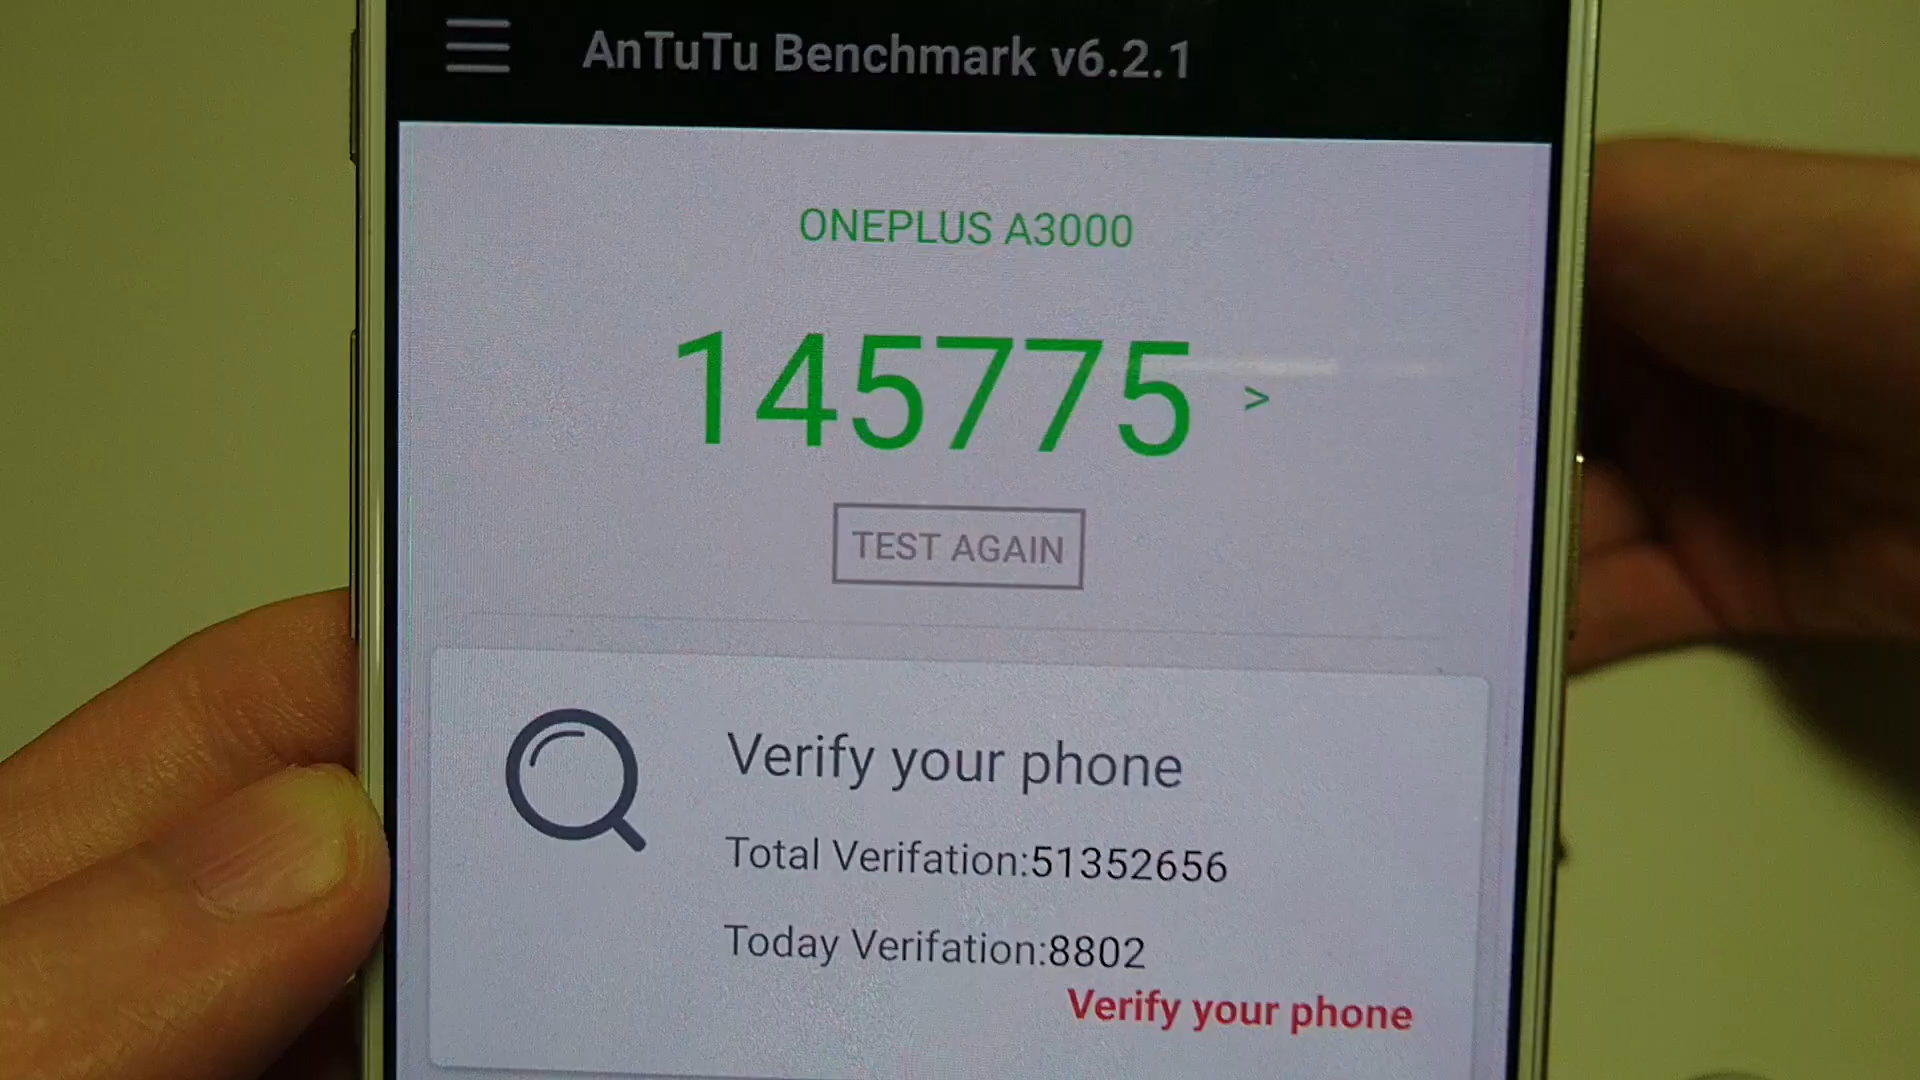 AnTuTu Benchmark v6.2.1
ONEPLUS A3000
145775 >
TEST AGAIN
Verify your phone
Total Verifation:51352656
Today Verifation:8802
Verify your phone